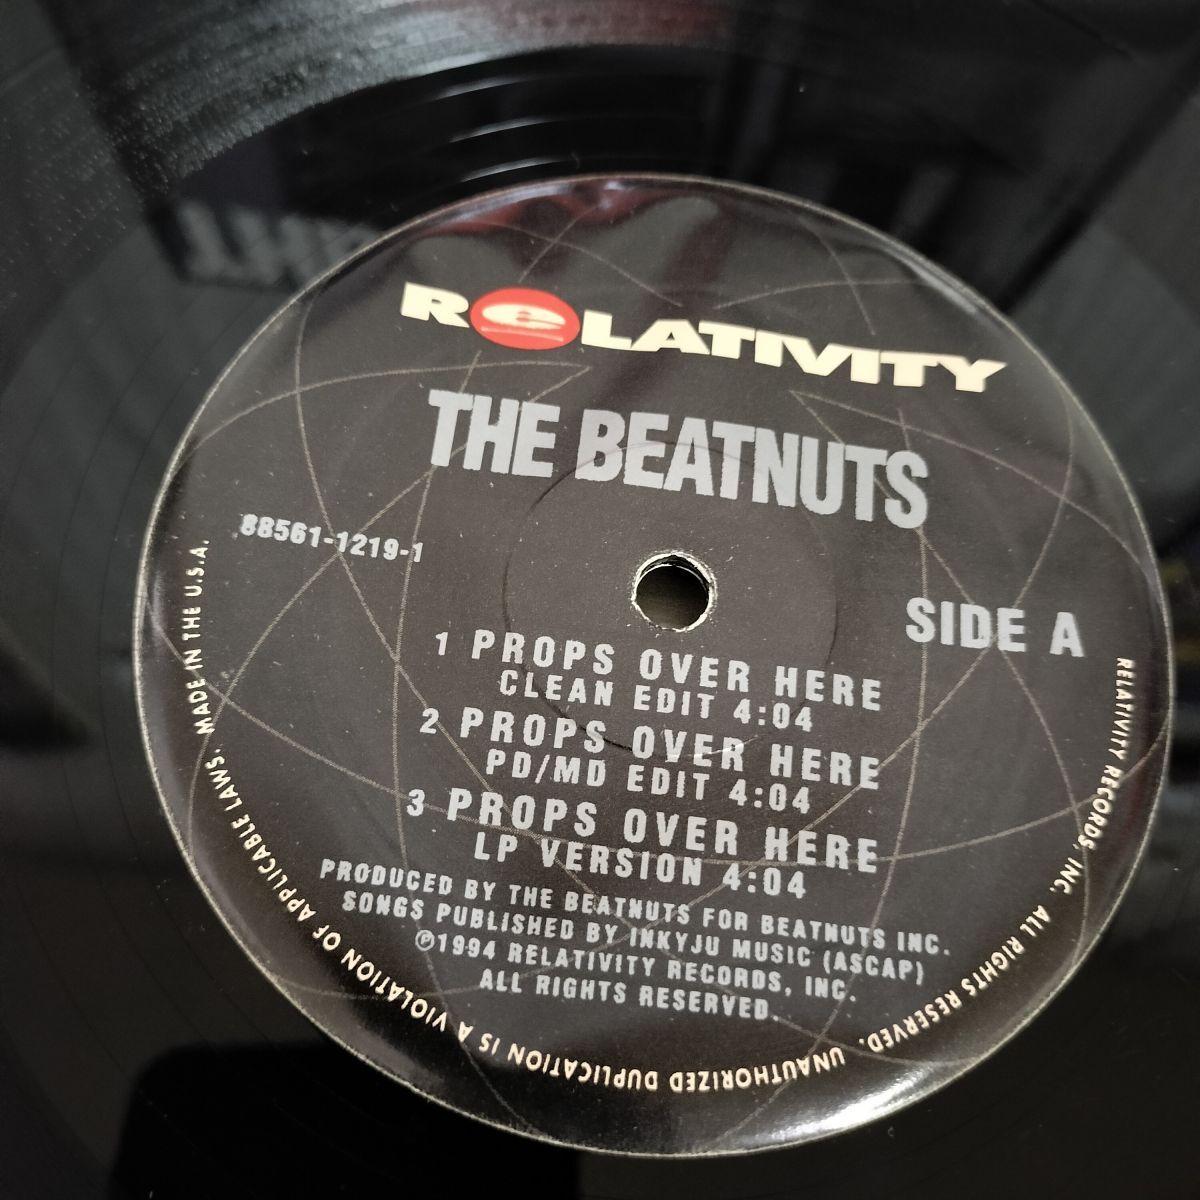 RELATIVITY
THE BEATNUTS
88561-1219-1
SIDE A
1 PROPS OVER HERE
CLEAN EDIT 4:04
2 PROPS OVER HERE
PD/MD EDIT 4:04
3 PROPS OVER HERE
LP VERSION 4:04
PRODUCED BY THE BEATNUTS FOR BEATNUTS INC.
SONGS PUBLISHED BY INKYJU MUSIC (ASCAP)
℗1994 RELATIVITY RECORDS, INC.
ALL RIGHTS RESERVED.
RELATIVITY RECORDS, INC. ALL RIGHTS RESERVED. UNAUTHORIZED DUPLICATION IS A VIOLATION OF APPLICABLE LAWS. MADE IN THE U.S.A.